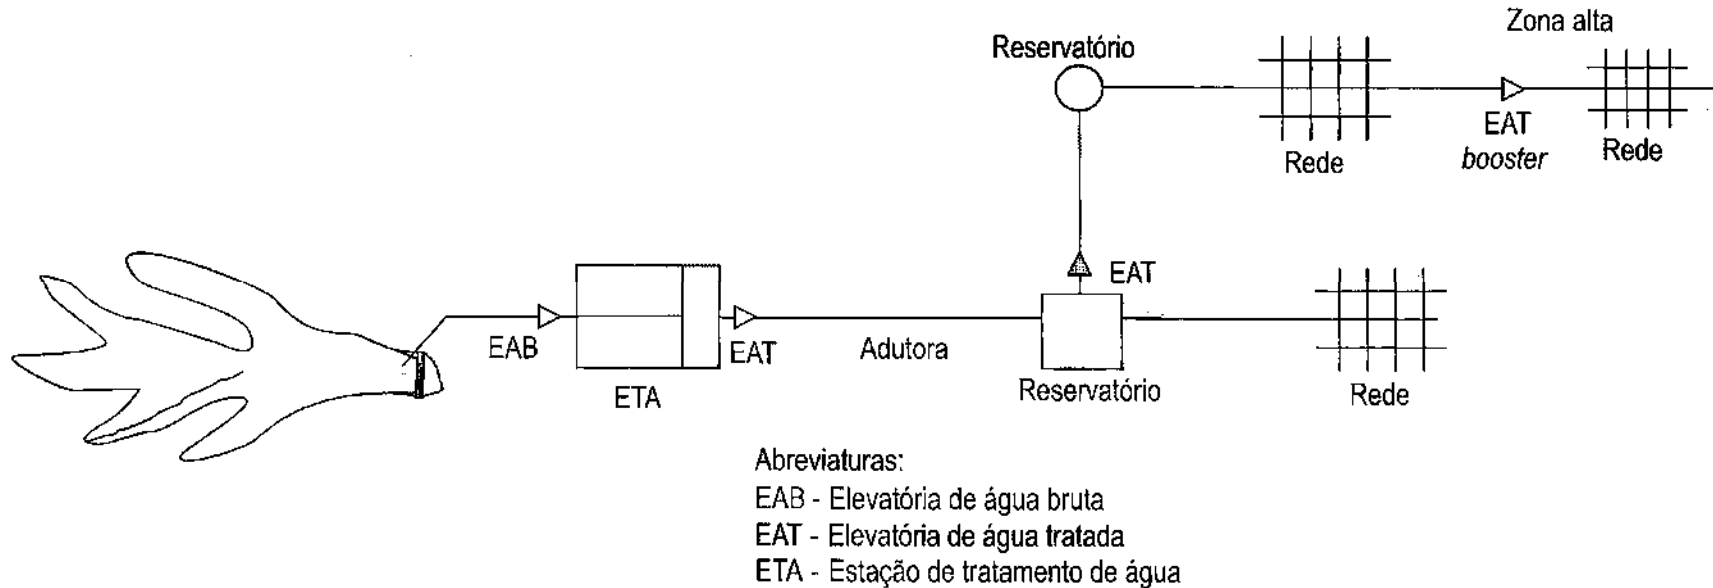 Zona alta
Reservatório
Rede
EAT
booster
Rede
EAT
EAB
ETA
EAT
Adutora
Reservatório
Rede
Abreviaturas:
EAB - Elevatória de água bruta
EAT - Elevatória de água tratada
ETA - Estação de tratamento de água